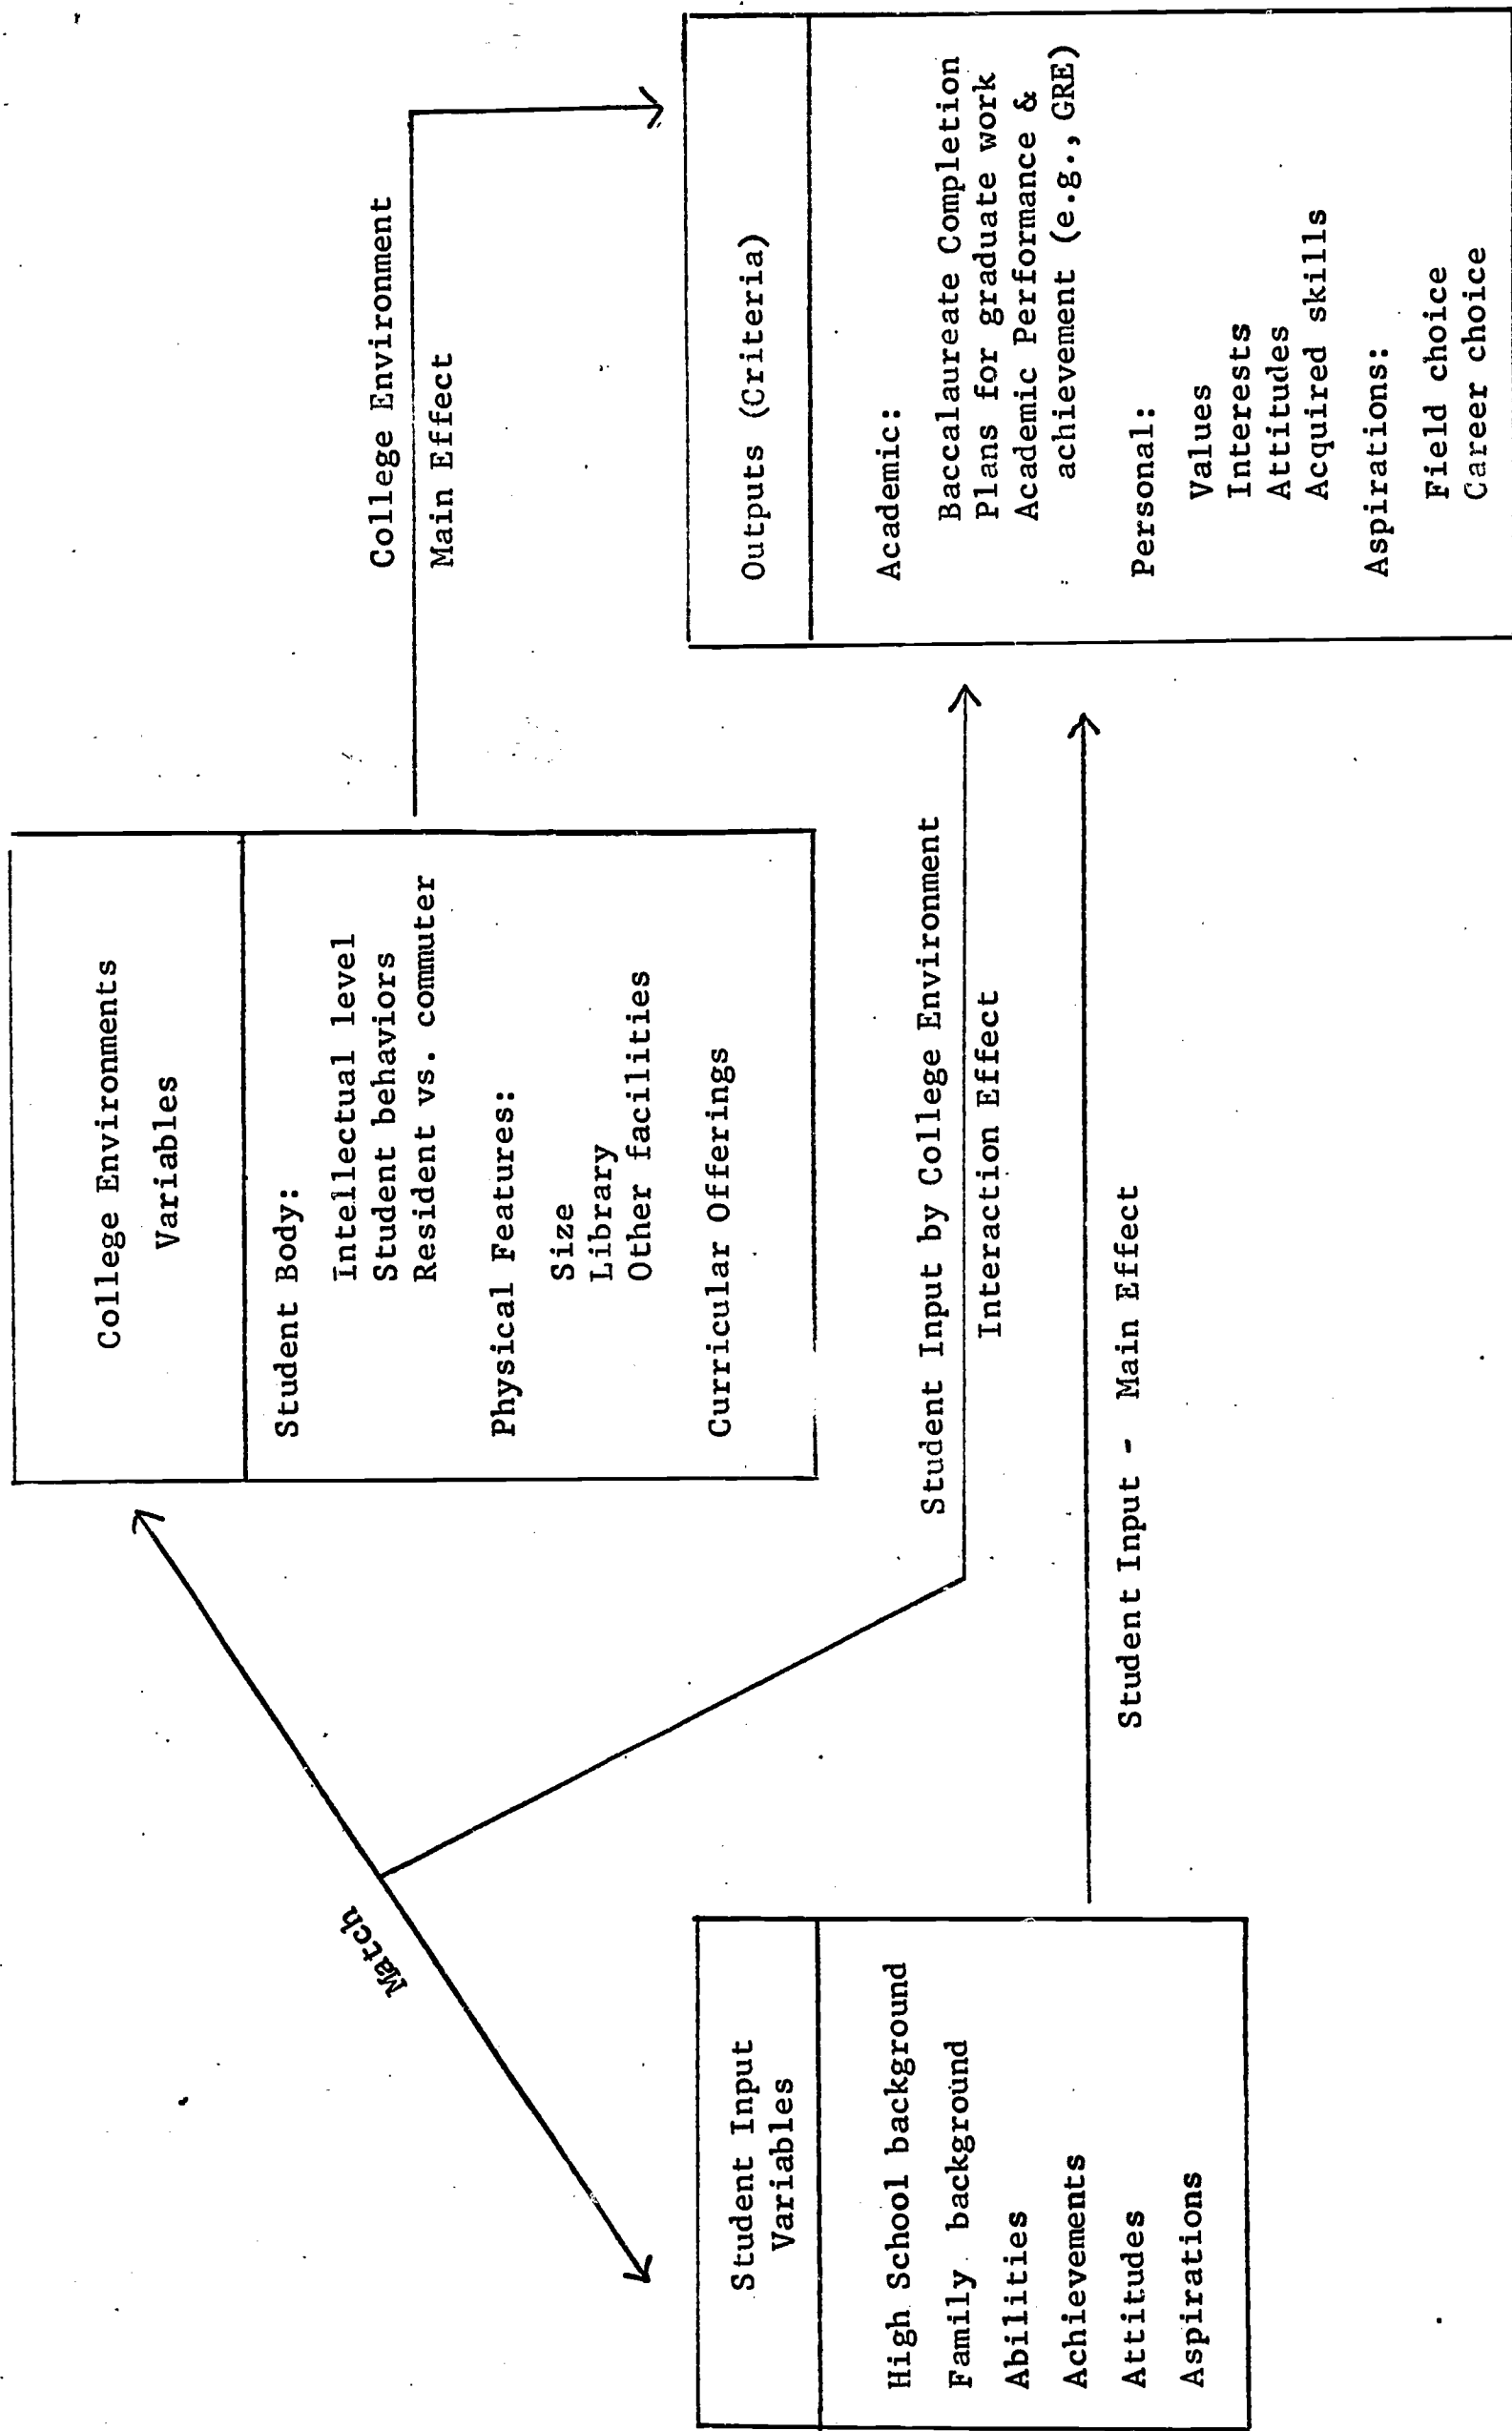 College Environments
Variables
Student Body:
Intellectual level
Student behaviors
Resident vs. commuter
Physical Features:
Size
Library
Other facilities
Curricular Offerings
College Environment
Main Effect
Match
Student Input
Variables
High School background
Family background
Abilities
Achievements
Attitudes
Aspirations
Student Input by College Environment
Interaction Effect
Student Input - Main Effect
Outputs (Criteria)
Academic:
Baccalaureate Completion
Plans for graduate work
Academic Performance &
achievement (e.g., GRE)
Personal:
Values
Interests
Attitudes
Acquired skills
Aspirations:
Field choice
Career choice